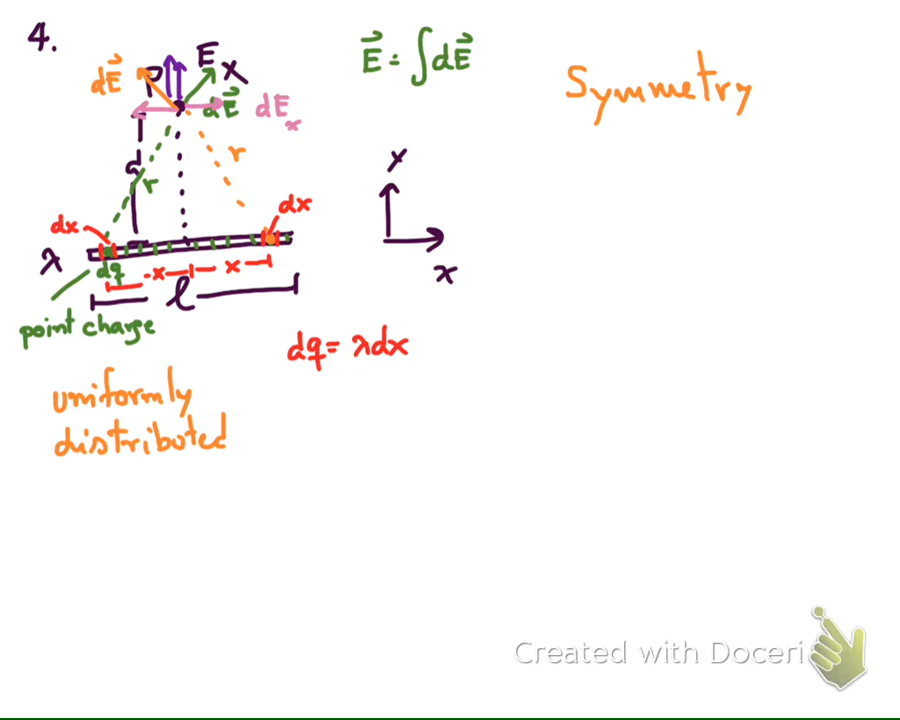 4.
E⃗ = ∫dE⃗
Symmetry
dE⃗
P
E
x
dE⃗
dEₓ
d
r
r
y
x
dx
dx
λ
dq
-x
x
l
point charge
dq = λdx
uniformly
distributed
Created with Doceri